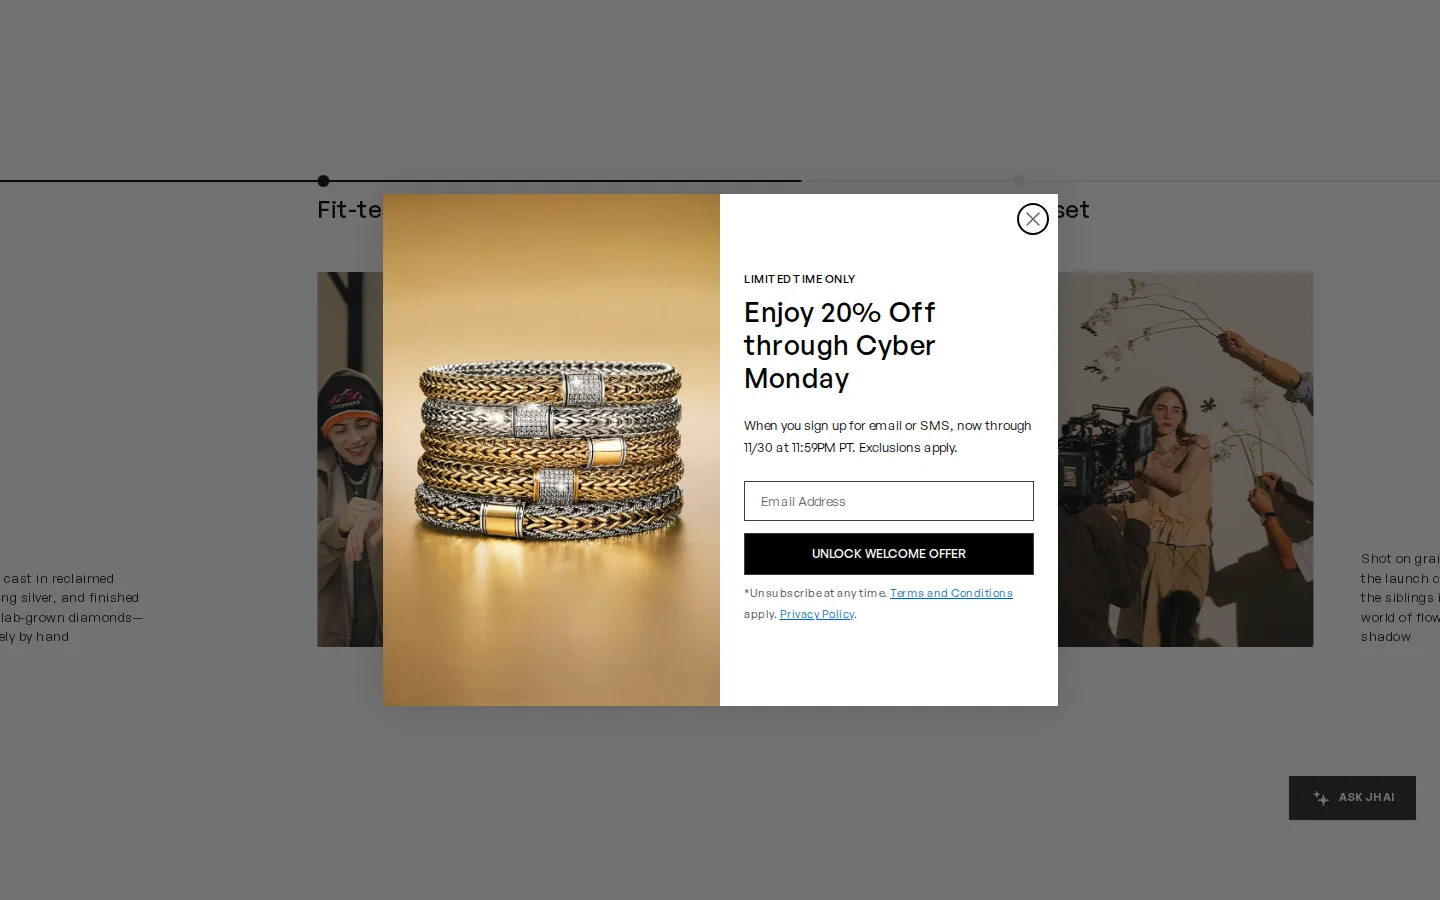 Fit-te
set
LIMITED TIME ONLY
Enjoy 20% Off
through Cyber
Monday
When you sign up for email or SMS, now through
11/30 at 11:59PM PT. Exclusions apply.
Email Address
UNLOCK WELCOME OFFER
*Unsubscribe at any time. Terms and Conditions
apply. Privacy Policy.
CHOPPERS
cast in reclaimed
ng silver, and finished
lab-grown diamonds—
ely by hand
Shot on grai
the launch c
the siblings i
world of flow
shadow
ASK JHAI